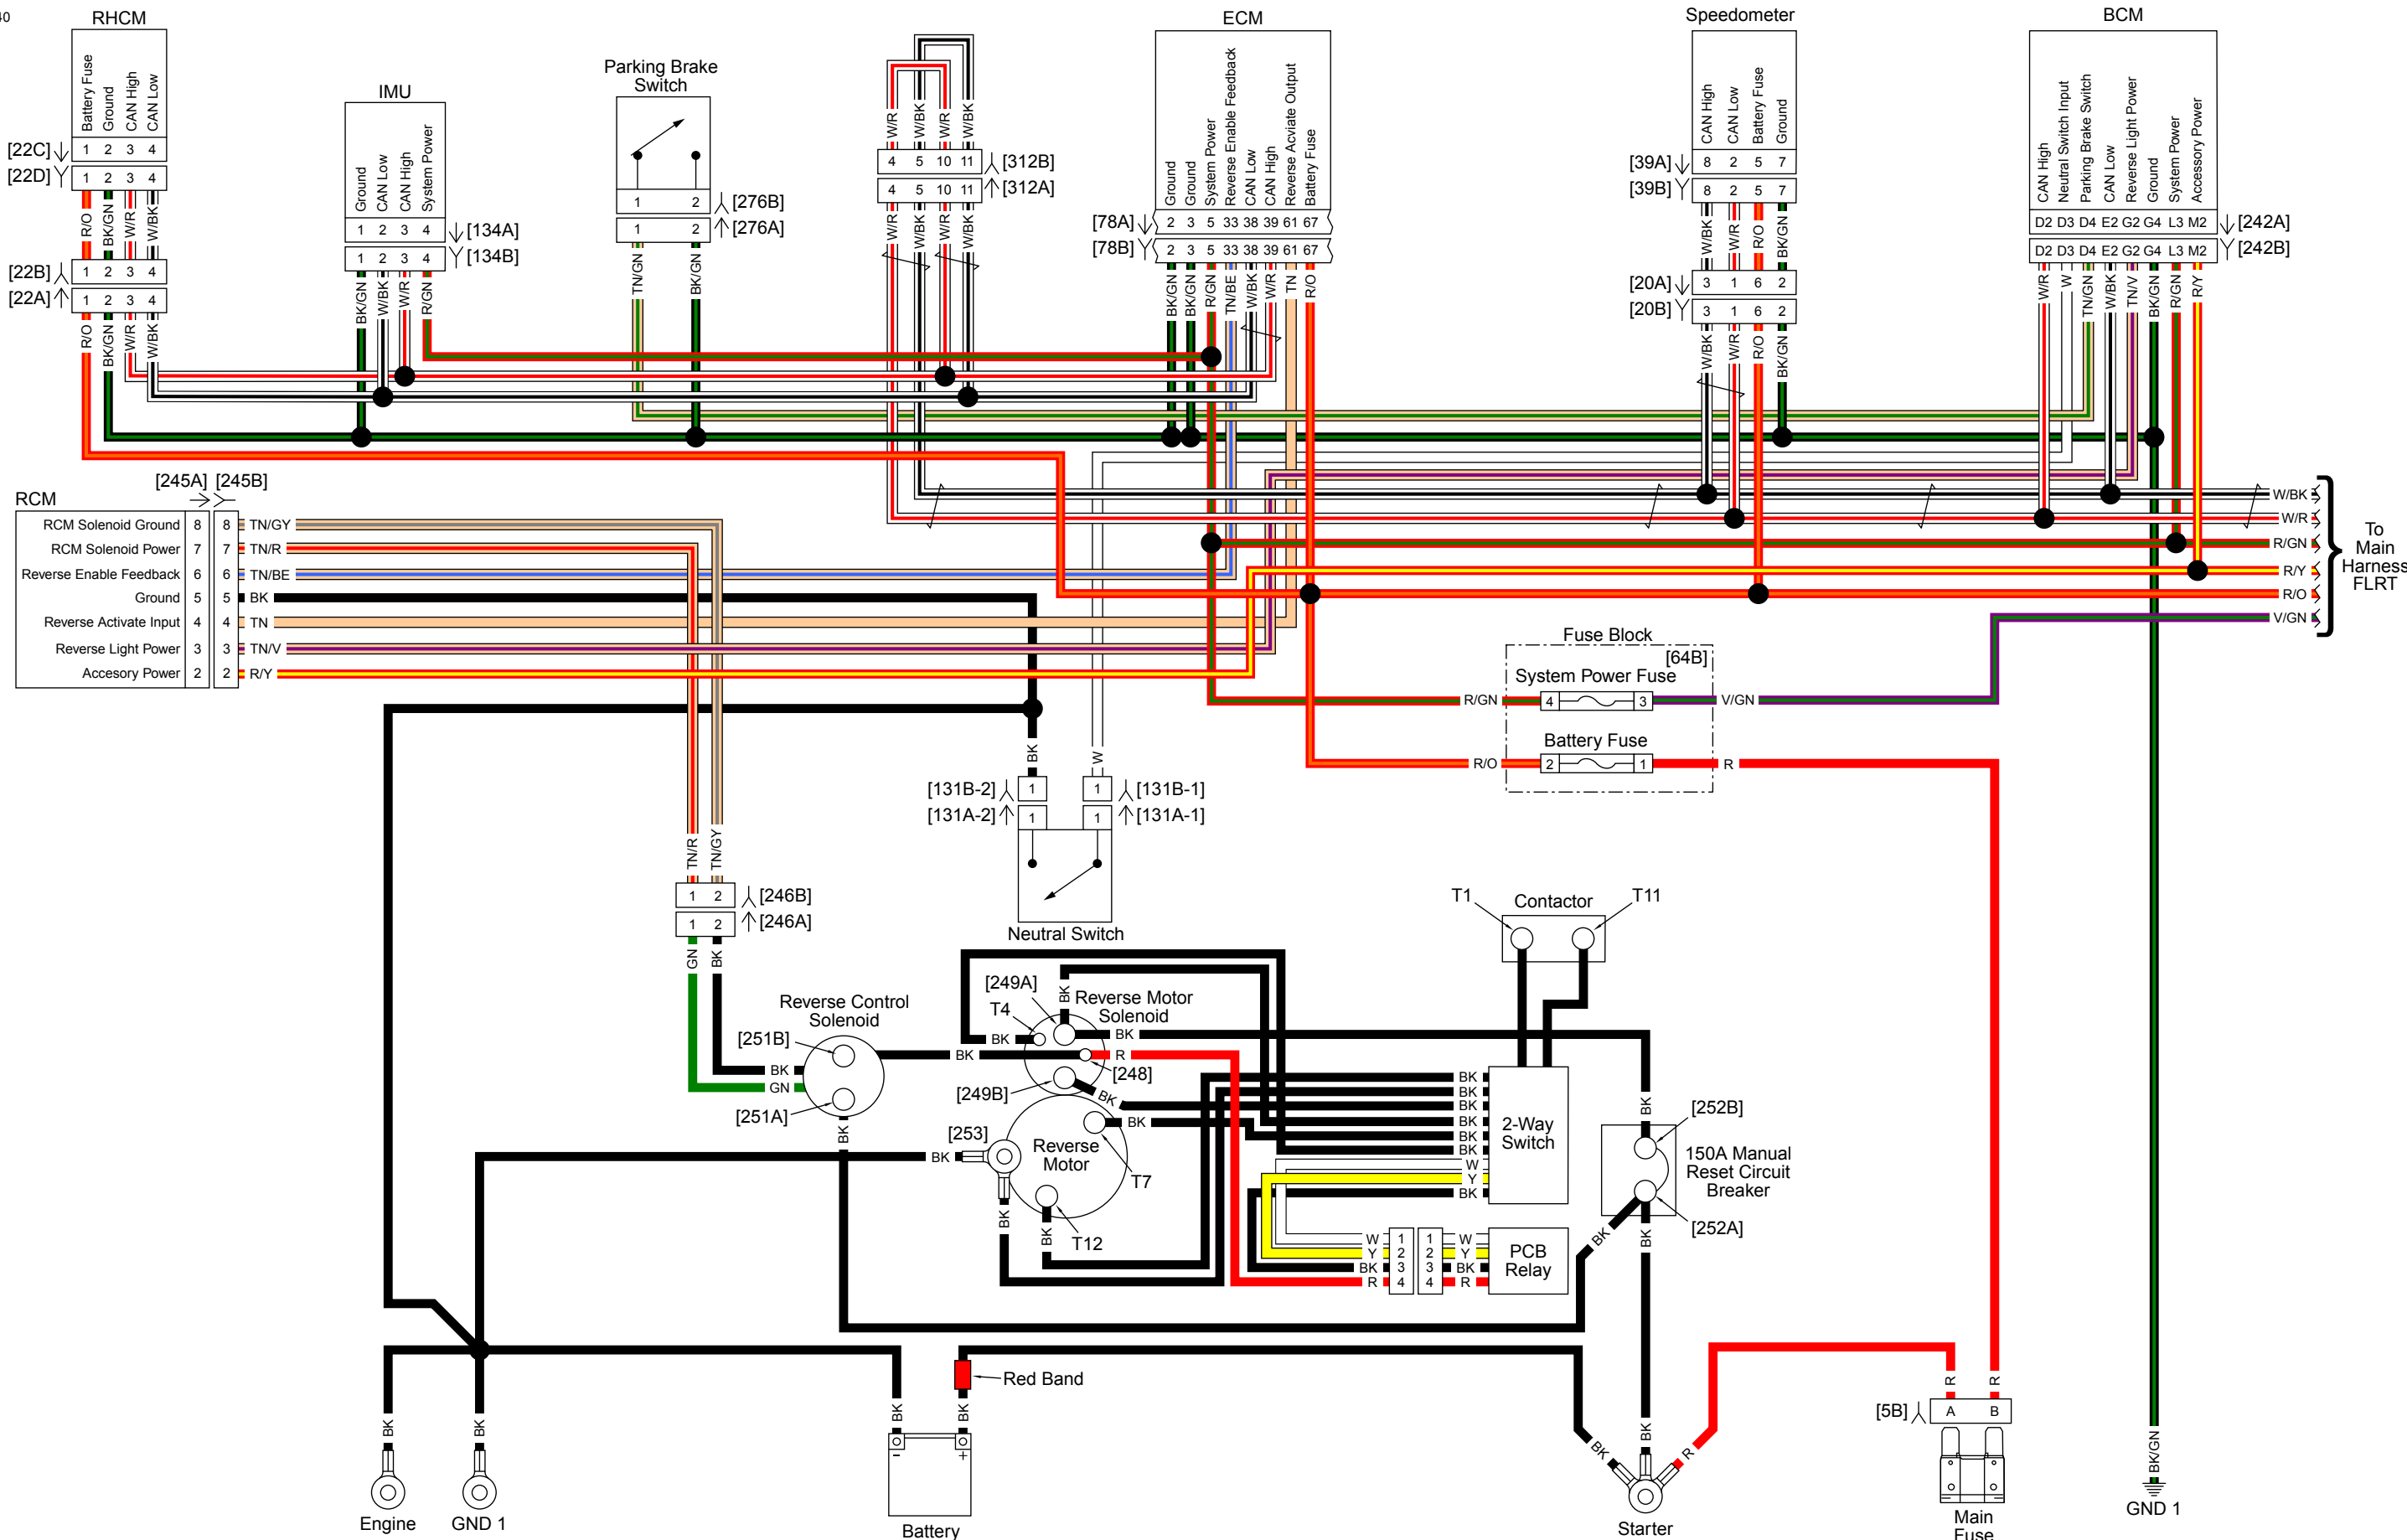 40
RHCM
Battery Fuse
Ground
CAN High
CAN Low
[22C] 1 2 3 4
[22D] 1 2 3 4
R/O BK/GN W/R W/BK
[22B] 1 2 3 4
[22A] 1 2 3 4
R/O BK/GN W/R W/BK
IMU
Ground
CAN Low
CAN High
System Power
1 2 3 4 [134A]
1 2 3 4 [134B]
BK/GN W/BK W/R R/GN
Parking Brake
Switch
1 2 [276B]
1 2 [276A]
TN/GN BK/GN
W/R W/BK W/R W/BK
4 5 10 11 [312B]
4 5 10 11 [312A]
W/R W/BK W/R W/BK
ECM
Ground
Ground
System Power
Reverse Enable Feedback
CAN Low
CAN High
Reverse Acviate Output
Battery Fuse
[78A] 2 3 5 33 38 39 61 67
[78B] 2 3 5 33 38 39 61 67
BK/GN BK/GN R/GN TN/BE W/BK W/R TN R/O
Speedometer
CAN High
CAN Low
Battery Fuse
Ground
[39A] 8 2 5 7
[39B] 8 2 5 7
W/BK W/R R/O BK/GN
[20A] 3 1 6 2
[20B] 3 1 6 2
W/BK W/R R/O BK/GN
BCM
CAN High
Neutral Switch Input
Parking Brake Switch
CAN Low
Reverse Light Power
Ground
System Power
Accessory Power
D2 D3 D4 E2 G2 G4 L3 M2 [242A]
D2 D3 D4 E2 G2 G4 L3 M2 [242B]
W/R W TN/GN W/BK TN/V BK/GN R/GN R/Y
[245A] [245B]
RCM
RCM Solenoid Ground 8 8 TN/GY
RCM Solenoid Power 7 7 TN/R
Reverse Enable Feedback 6 6 TN/BE
Ground 5 5 BK
Reverse Activate Input 4 4 TN
Reverse Light Power 3 3 TN/V
Accesory Power 2 2 R/Y
W/BK
W/R
R/GN
R/Y
R/O
V/GN
To
Main
Harness
FLRT
Fuse Block
[64B]
System Power Fuse
R/GN 4 3 V/GN
Battery Fuse
R/O 2 1 R
BK W
[131B-2] 1 1 [131B-1]
[131A-2] 1 1 [131A-1]
Neutral Switch
TN/R TN/GY
1 2 [246B]
1 2 [246A]
GN BK
Contactor
T1 T11
Reverse Control
Solenoid
[251B]
BK
GN
[251A]
BK
BK
[249A]
T4
BK
BK
Reverse Motor
Solenoid
BK
R
[248]
[249B]
BK
[253]
BK
Reverse
Motor
BK
T7
T12
BK
BK
BK
BK
BK
BK
BK
BK
W
Y
BK
2-Way
Switch
[252B]
BK
150A Manual
Reset Circuit
Breaker
[252A]
BK
BK
W 1 1 W
Y 2 2 Y
BK 3 3 BK
R 4 4 R
PCB
Relay
Red Band
BK BK
- +
Battery
BK
Engine
BK
GND 1
BK BK R
Starter
R R
[5B] A B
Main
Fuse
BK/GN
GND 1